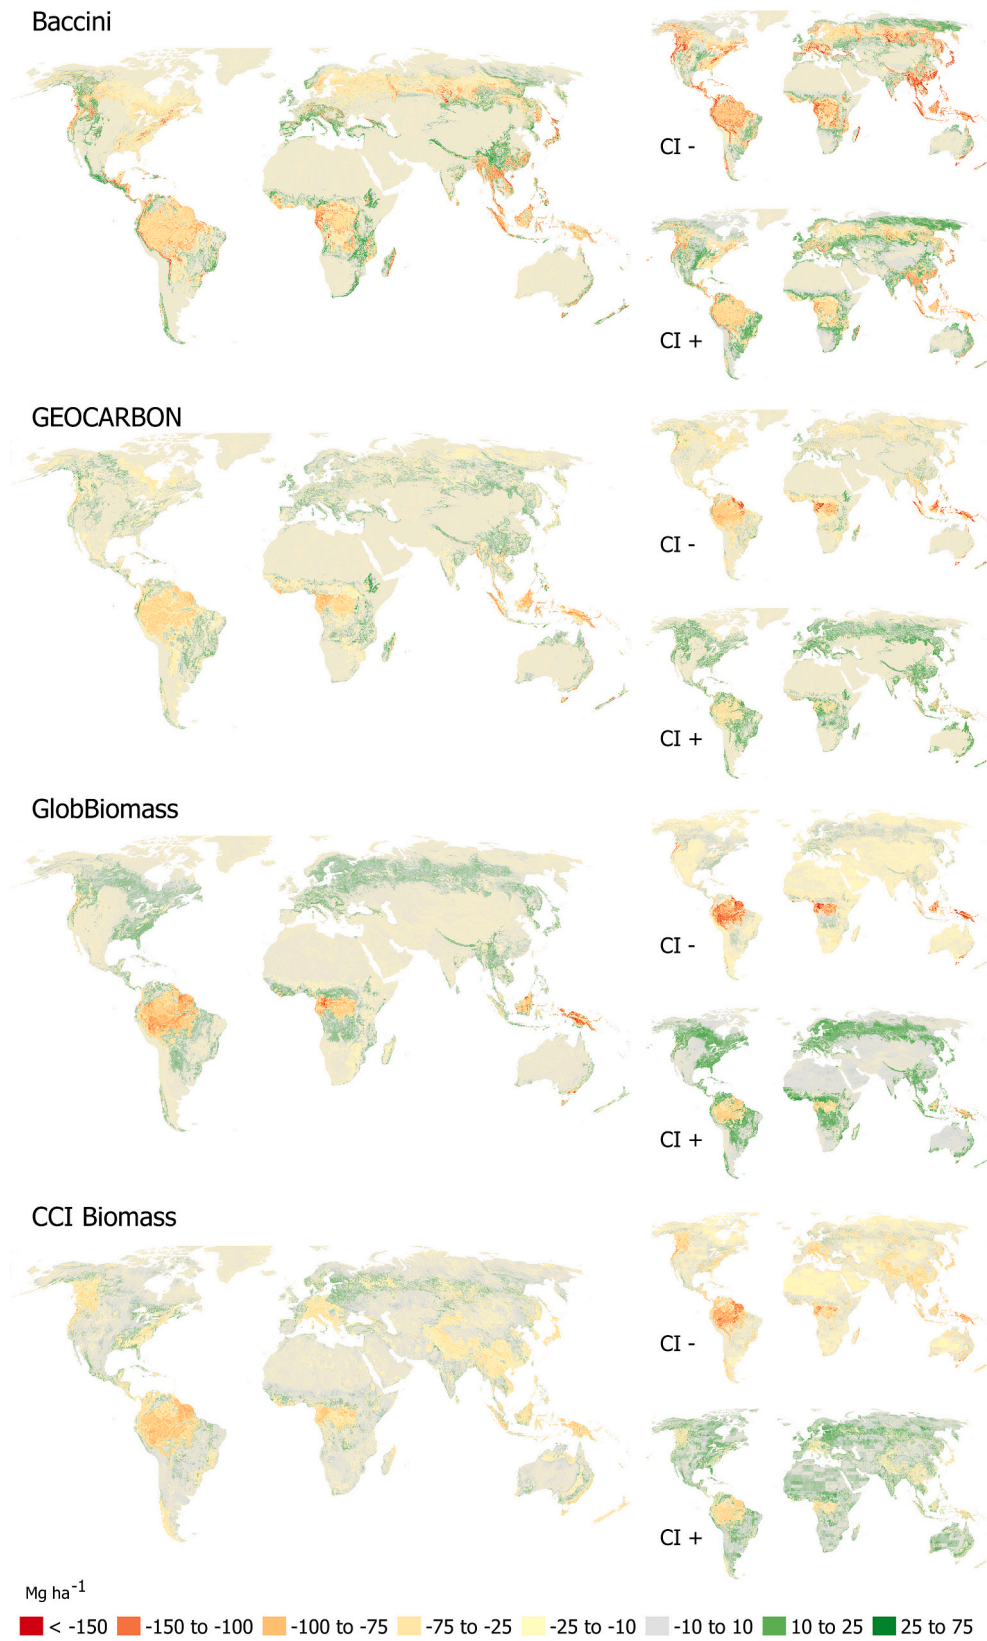 Baccini
CI -
CI +
GEOCARBON
CI -
CI +
GlobBiomass
CI -
CI +
CCI Biomass
CI -
CI +
Mg ha-1
< -150 -150 to -100 -100 to -75 -75 to -25 -25 to -10 -10 to 10 10 to 25 25 to 75